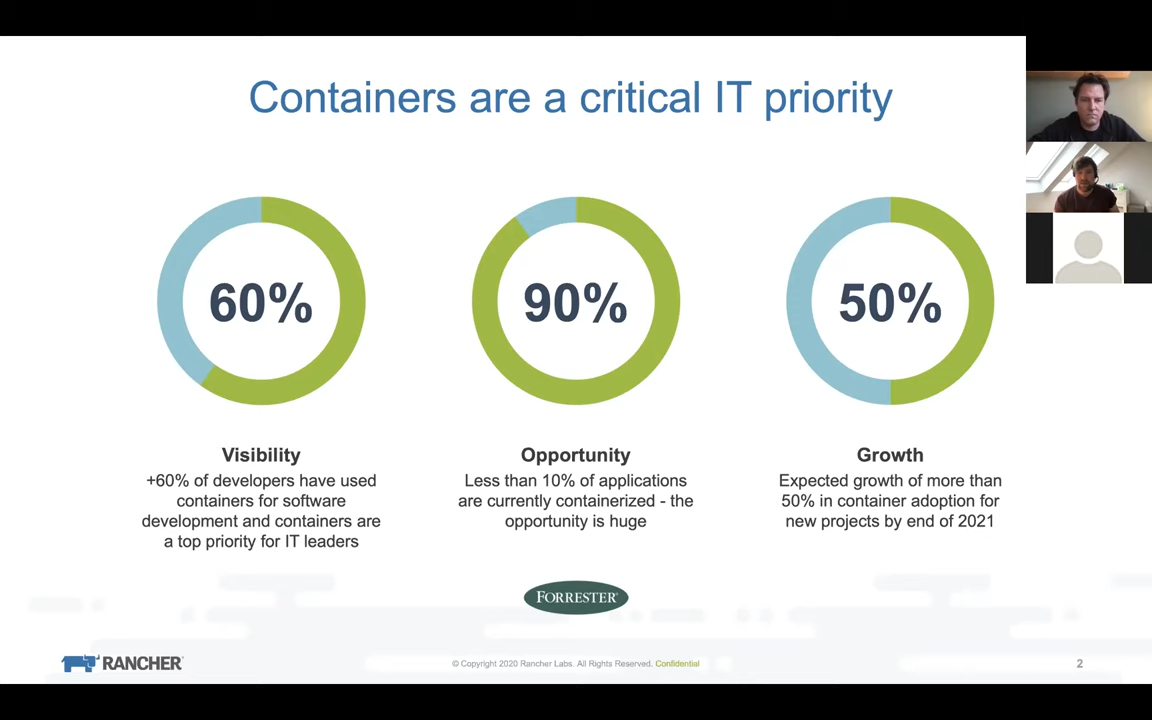 Containers are a critical IT priority
60%
90%
50%
Visibility
+60% of developers have used
containers for software
development and containers are
a top priority for IT leaders
Opportunity
Less than 10% of applications
are currently containerized - the
opportunity is huge
Growth
Expected growth of more than
50% in container adoption for
new projects by end of 2021
FORRESTER®
RANCHER®
© Copyright 2020 Rancher Labs. All Rights Reserved. Confidential
2